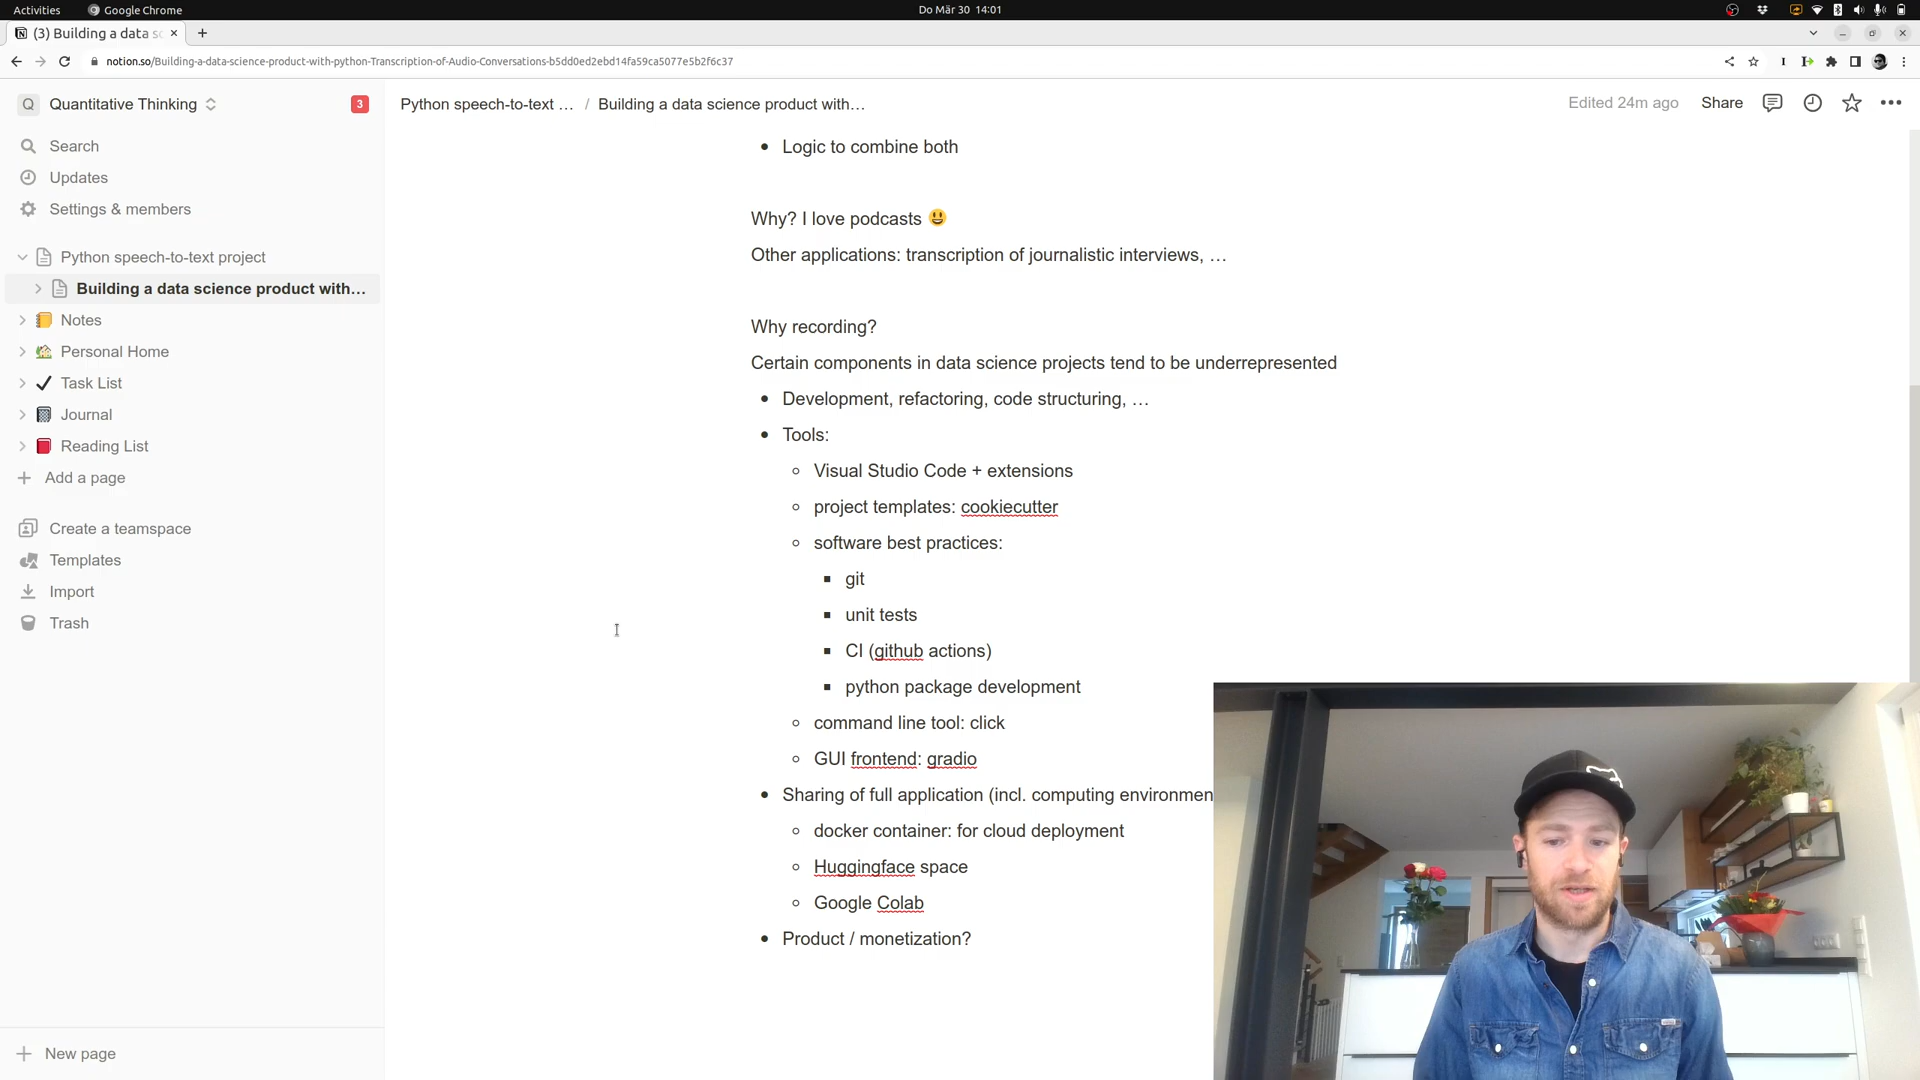 Activities Google Chrome Do Mär 30 14:01
(3) Building a data sc
notion.so/Building-a-data-science-product-with-python-Transcription-of-Audio-Conversations-b5dd0ed2ebd14fa59ca5077e5b2f6c37
Q Quantitative Thinking 3
Python speech-to-text … / Building a data science product with…
Edited 24m ago Share
Search
Updates
Settings & members
Python speech-to-text project
Building a data science product with…
Notes
Personal Home
Task List
Journal
Reading List
Add a page
Create a teamspace
Templates
Import
Trash
New page
• Logic to combine both
Why? I love podcasts 😃
Other applications: transcription of journalistic interviews, …
Why recording?
Certain components in data science projects tend to be underrepresented
• Development, refactoring, code structuring, …
• Tools:
◦ Visual Studio Code + extensions
◦ project templates: cookiecutter
◦ software best practices:
▪ git
▪ unit tests
▪ CI (github actions)
▪ python package development
◦ command line tool: click
◦ GUI frontend: gradio
• Sharing of full application (incl. computing environmen
◦ docker container: for cloud deployment
◦ Huggingface space
◦ Google Colab
• Product / monetization?